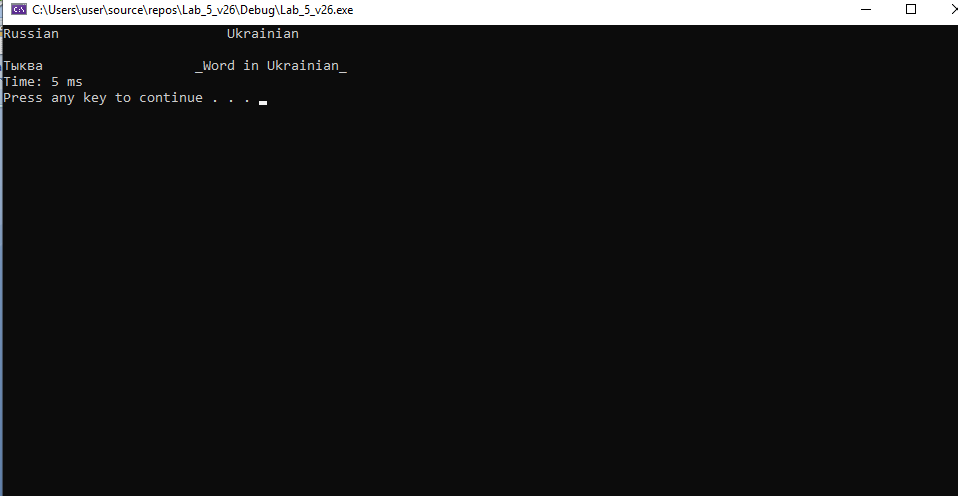 C:\Users\user\source\repos\Lab_5_v26\Debug\Lab_5_v26.exe
Russian Ukrainian
Тыква _Word in Ukrainian_
Time: 5 ms
Press any key to continue . . .